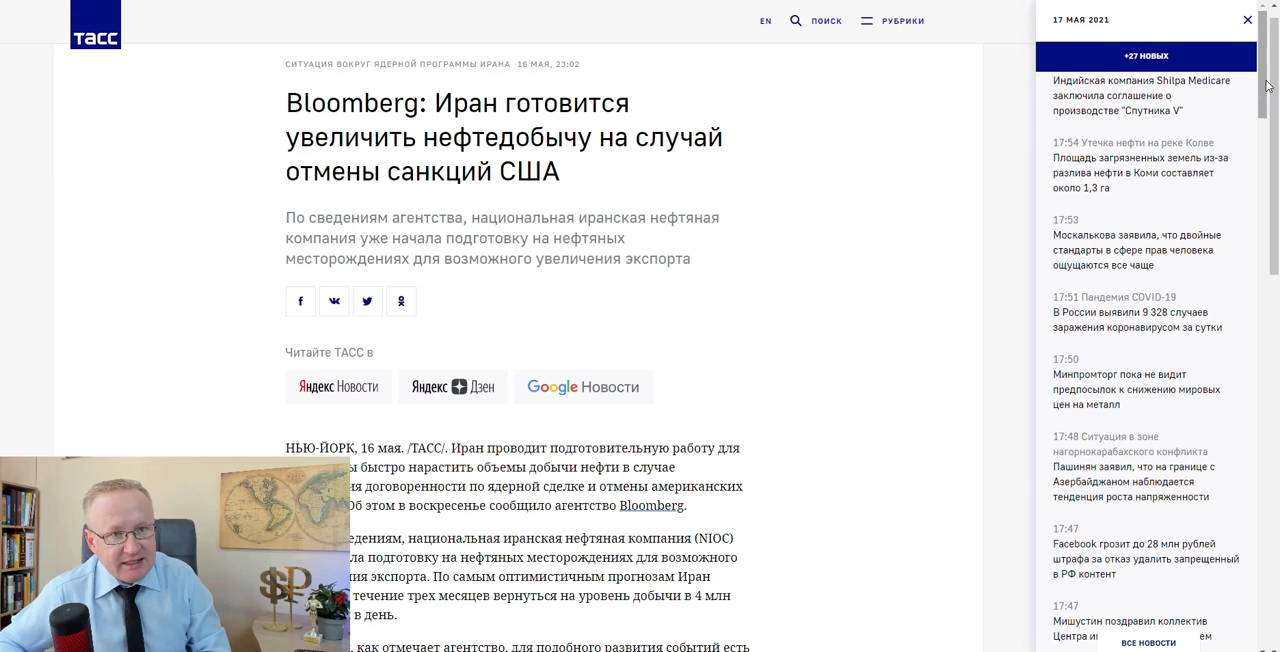 ТАСС
EN
ПОИСК
РУБРИКИ
СИТУАЦИЯ ВОКРУГ ЯДЕРНОЙ ПРОГРАММЫ ИРАНА 16 МАЯ, 23:02
Bloomberg: Иран готовится
увеличить нефтедобычу на случай
отмены санкций США
По сведениям агентства, национальная иранская нефтяная
компания уже начала подготовку на нефтяных
месторождениях для возможного увеличения экспорта
Читайте ТАСС в
Яндекс Новости
Яндекс Дзен
Google Новости
НЬЮ-ЙОРК, 16 мая. /ТАСС/. Иран проводит подготовительную работу для
ы быстро нарастить объемы добычи нефти в случае
ия договоренности по ядерной сделке и отмены американских
Об этом в воскресенье сообщило агентство Bloomberg.
едениям, национальная иранская нефтяная компания (NIOC)
ла подготовку на нефтяных месторождениях для возможного
ия экспорта. По самым оптимистичным прогнозам Иран
течение трех месяцев вернуться на уровень добычи в 4 млн
в день.
, как отмечает агентство, для подобного развития событий есть
17 МАЯ 2021
+27 НОВЫХ
Индийская компания Shilpa Medicare
заключила соглашение о
производстве "Спутника V"
17:54 Утечка нефти на реке Колве
Площадь загрязненных земель из-за
разлива нефти в Коми составляет
около 1,3 га
17:53
Москалькова заявила, что двойные
стандарты в сфере прав человека
ощущаются все чаще
17:51 Пандемия COVID-19
В России выявили 9 328 случаев
заражения коронавирусом за сутки
17:50
Минпромторг пока не видит
предпосылок к снижению мировых
цен на металл
17:48 Ситуация в зоне
нагорнокарабахского конфликта
Пашинян заявил, что на границе с
Азербайджаном наблюдается
тенденция роста напряженности
17:47
Facebook грозит до 28 млн рублей
штрафа за отказ удалить запрещенный
в РФ контент
17:47
Мишустин поздравил коллектив
Центра и ем
ВСЕ НОВОСТИ